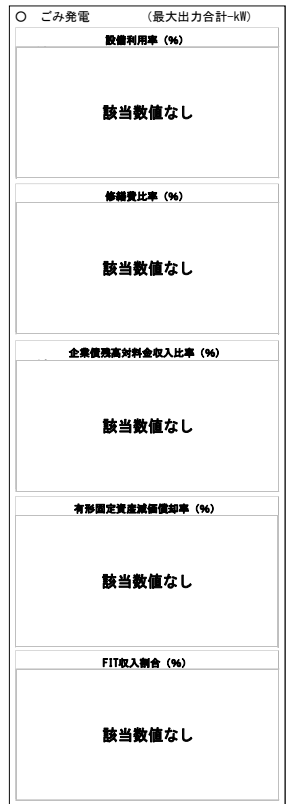 ○ ごみ発電 (最大出力合計-kW)
設備利用率（%）
該当数値なし
修繕費比率（%）
該当数値なし
企業債残高対料金収入比率（%）
該当数値なし
有形固定資産減価償却率（%）
該当数値なし
FIT収入割合（%）
該当数値なし